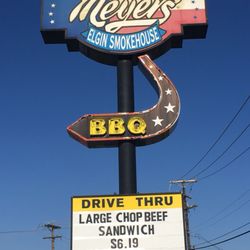 Meyer's
ELGIN SMOKEHOUSE
BBQ
DRIVE THRU
LARGE CHOP BEEF
SANDWICH
$6.19